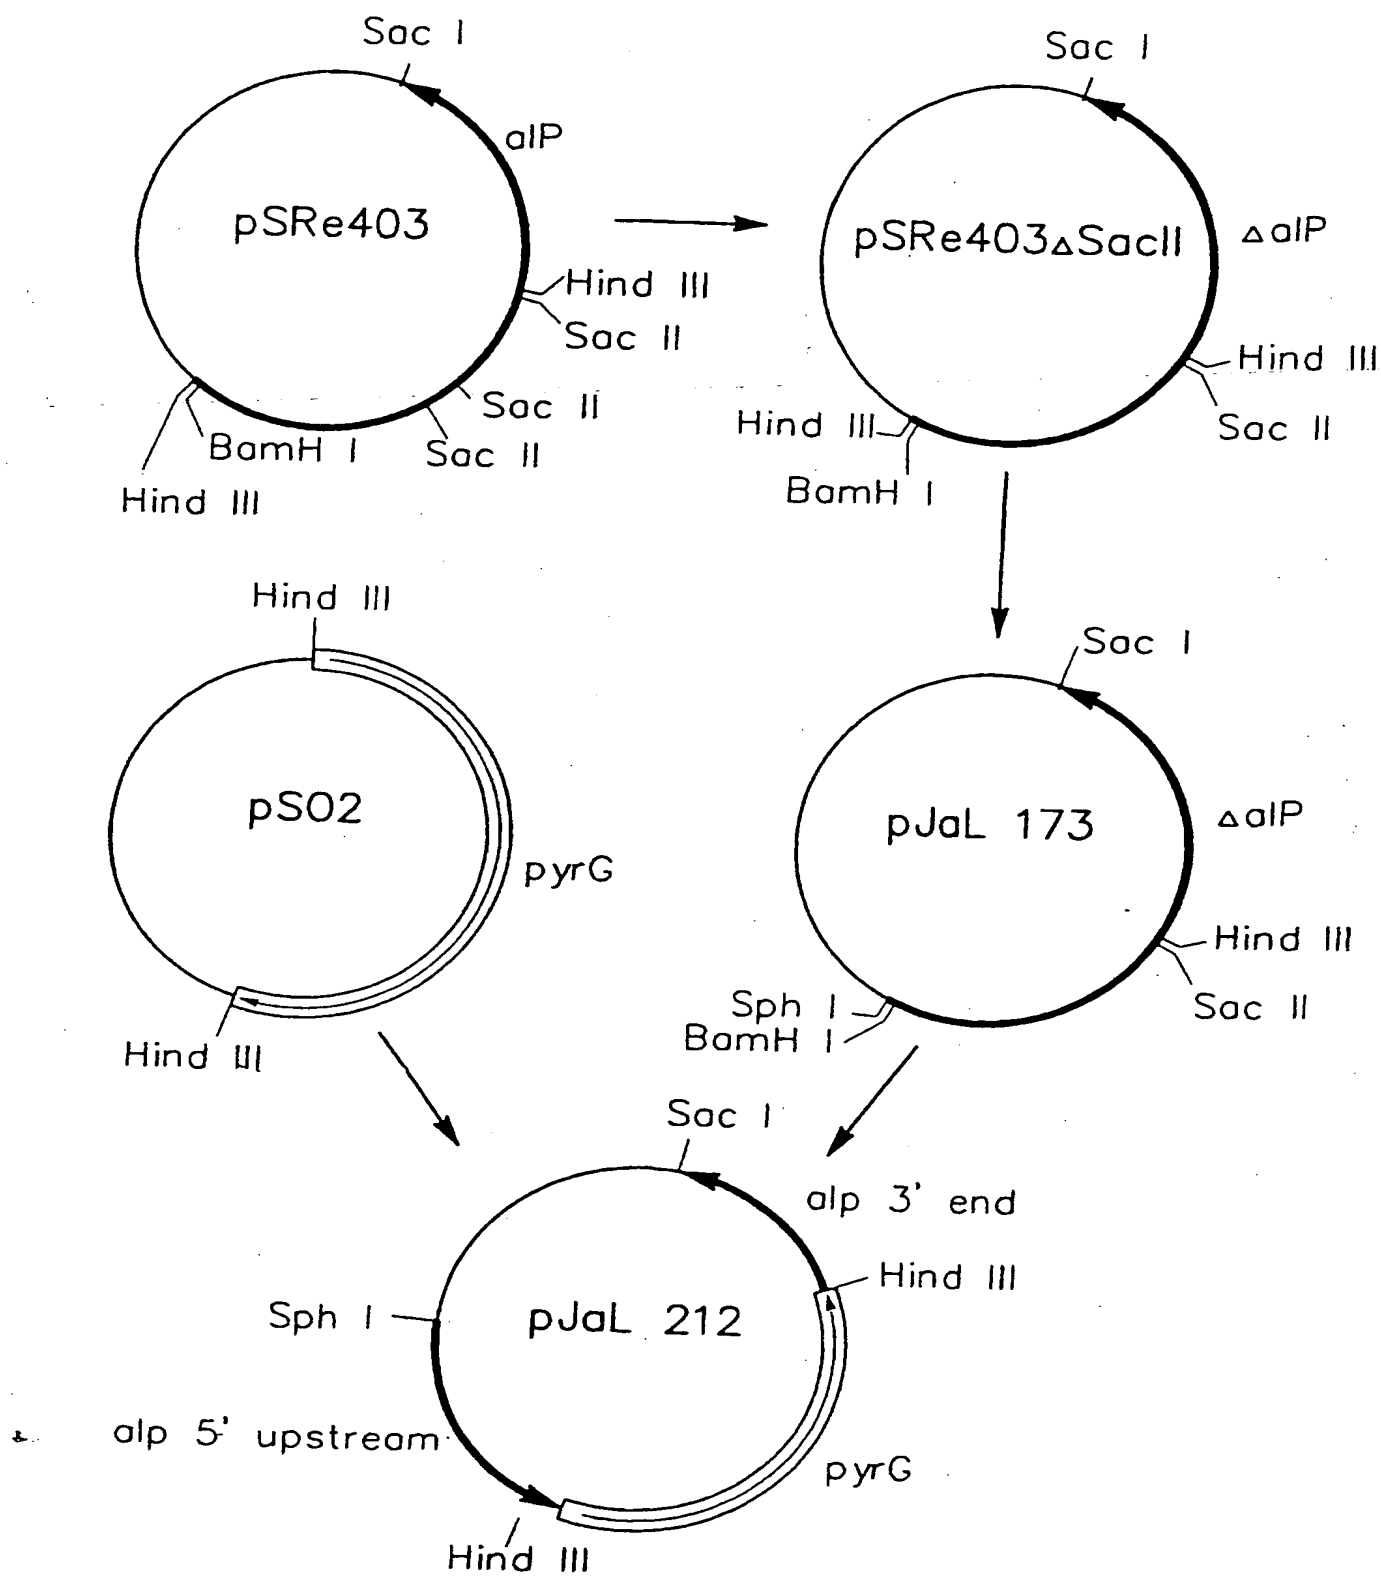 Sac I
alP
pSRe403
Hind III
Sac II
Sac II
Sac II
BamH I
Hind III
Sac I
pSRe403ΔSacII
ΔalP
Hind III
Sac II
Hind III
BamH I
Hind III
pSO2
pyrG
Hind III
Sac I
pJaL 173
ΔalP
Hind III
Sac II
Sph I
BamH I
Sac I
alp 3' end
Hind III
Sph I
pJaL 212
alp 5' upstream
pyrG
Hind III